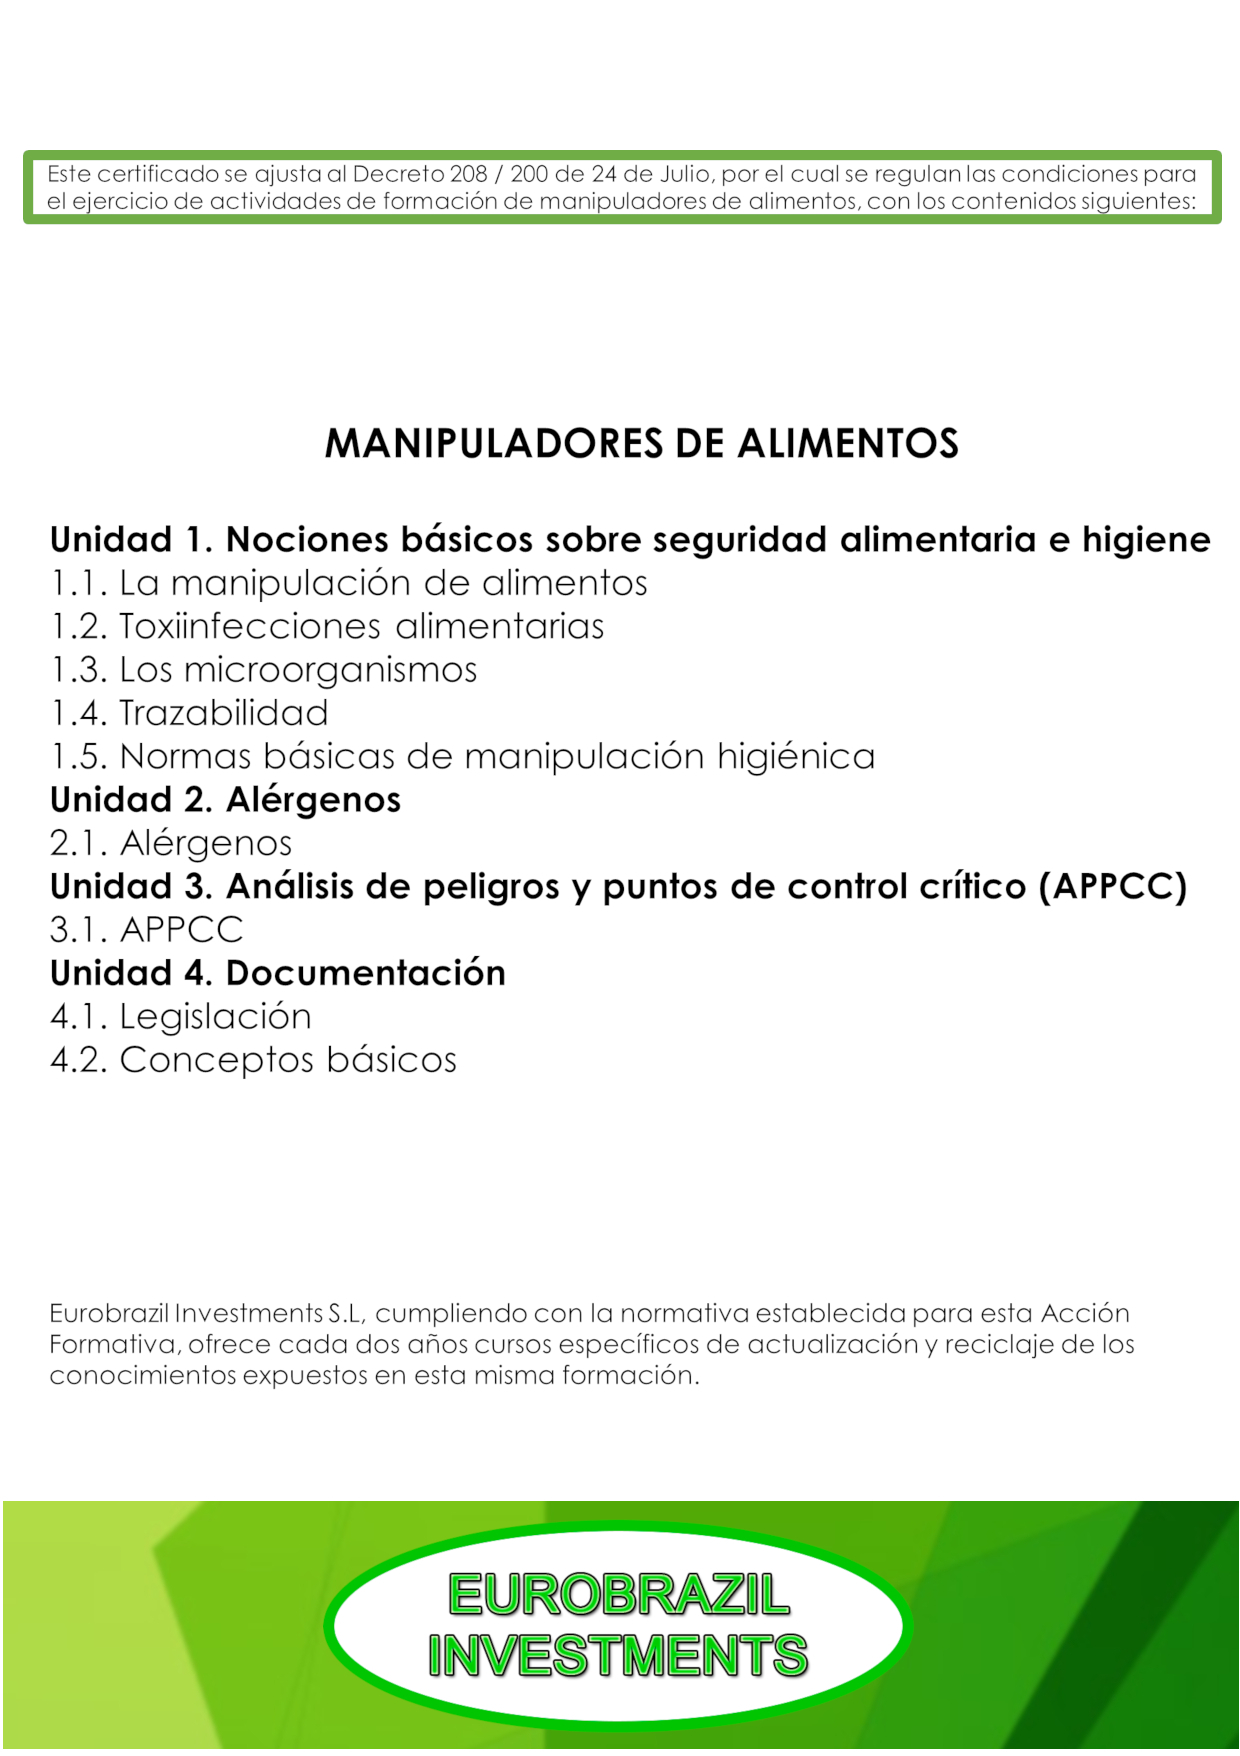 Este certificado se ajusta al Decreto 208 / 200 de 24 de Julio, por el cual se regulan las condiciones para
el ejercicio de actividades de formación de manipuladores de alimentos, con los contenidos siguientes:
MANIPULADORES DE ALIMENTOS
Unidad 1. Nociones básicos sobre seguridad alimentaria e higiene
1.1. La manipulación de alimentos
1.2. Toxiinfecciones alimentarias
1.3. Los microorganismos
1.4. Trazabilidad
1.5. Normas básicas de manipulación higiénica
Unidad 2. Alérgenos
2.1. Alérgenos
Unidad 3. Análisis de peligros y puntos de control crítico (APPCC)
3.1. APPCC
Unidad 4. Documentación
4.1. Legislación
4.2. Conceptos básicos
Eurobrazil Investments S.L, cumpliendo con la normativa establecida para esta Acción
Formativa, ofrece cada dos años cursos específicos de actualización y reciclaje de los
conocimientos expuestos en esta misma formación.
EUROBRAZIL
INVESTMENTS